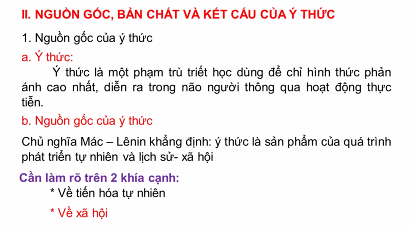 II. NGUỒN GỐC, BẢN CHẤT VÀ KẾT CẤU CỦA Ý THỨC
1. Nguồn gốc của ý thức
a. Ý thức:
Ý thức là một phạm trù triết học dùng để chỉ hình thức phản
ánh cao nhất, diễn ra trong não người thông qua hoạt động thực
tiễn.
b. Nguồn gốc của ý thức
Chủ nghĩa Mác – Lênin khẳng định: ý thức là sản phẩm của quá trình
phát triển tự nhiên và lịch sử- xã hội
Cần làm rõ trên 2 khía cạnh:
* Về tiến hóa tự nhiên
* Về xã hội